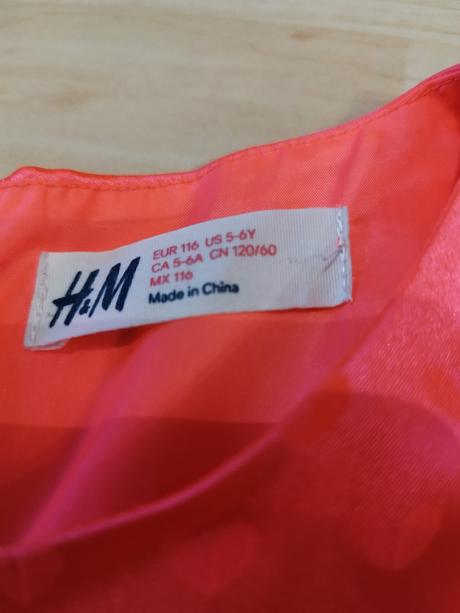 H&M
EUR 116 US 5-6Y
CA 5-6A CN 120/60
MX 116
Made in China